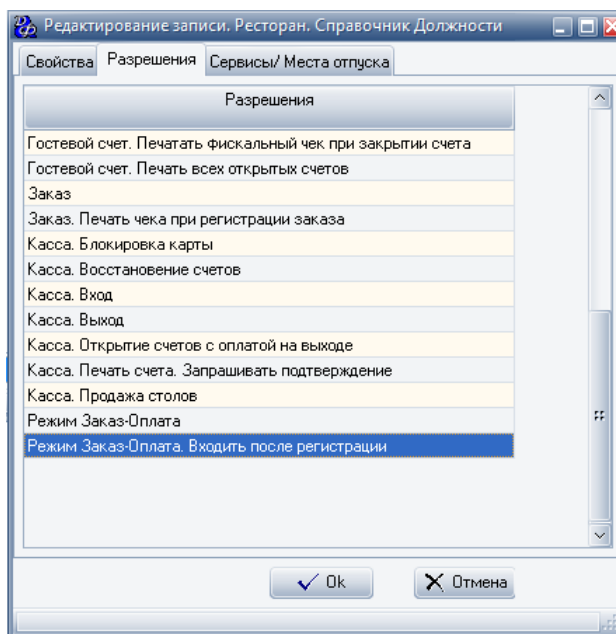 Редактирование записи. Ресторан. Справочник Должности
Свойства Разрешения Сервисы/ Места отпуска
Разрешения
Гостевой счет. Печатать фискальный чек при закрытии счета
Гостевой счет. Печать всех открытых счетов
Заказ
Заказ. Печать чека при регистрации заказа
Касса. Блокировка карты
Касса. Восстановение счетов
Касса. Вход
Касса. Выход
Касса. Открытие счетов с оплатой на выходе
Касса. Печать счета. Запрашивать подтверждение
Касса. Продажа столов
Режим Заказ-Оплата
Режим Заказ-Оплата. Входить после регистрации
Ok Отмена